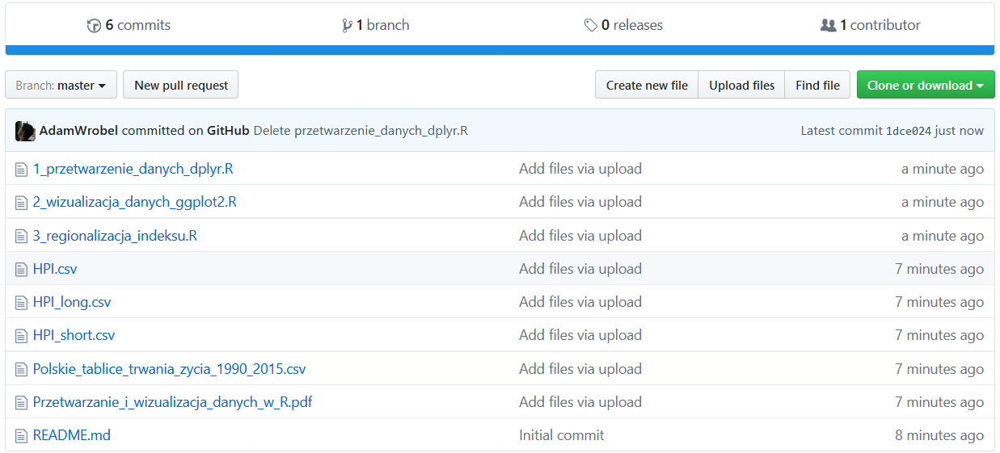 6 commits 1 branch 0 releases 1 contributor
Branch: master New pull request Create new file Upload files Find file Clone or download
AdamWrobel committed on GitHub Delete przetwarzenie_danych_dplyr.R Latest commit 1dce024 just now
1_przetwarzenie_danych_dplyr.R Add files via upload a minute ago
2_wizualizacja_danych_ggplot2.R Add files via upload a minute ago
3_regionalizacja_indeksu.R Add files via upload a minute ago
HPI.csv Add files via upload 7 minutes ago
HPI_long.csv Add files via upload 7 minutes ago
HPI_short.csv Add files via upload 7 minutes ago
Polskie_tablice_trwania_zycia_1990_2015.csv Add files via upload 7 minutes ago
Przetwarzanie_i_wizualizacja_danych_w_R.pdf Add files via upload 7 minutes ago
README.md Initial commit 8 minutes ago